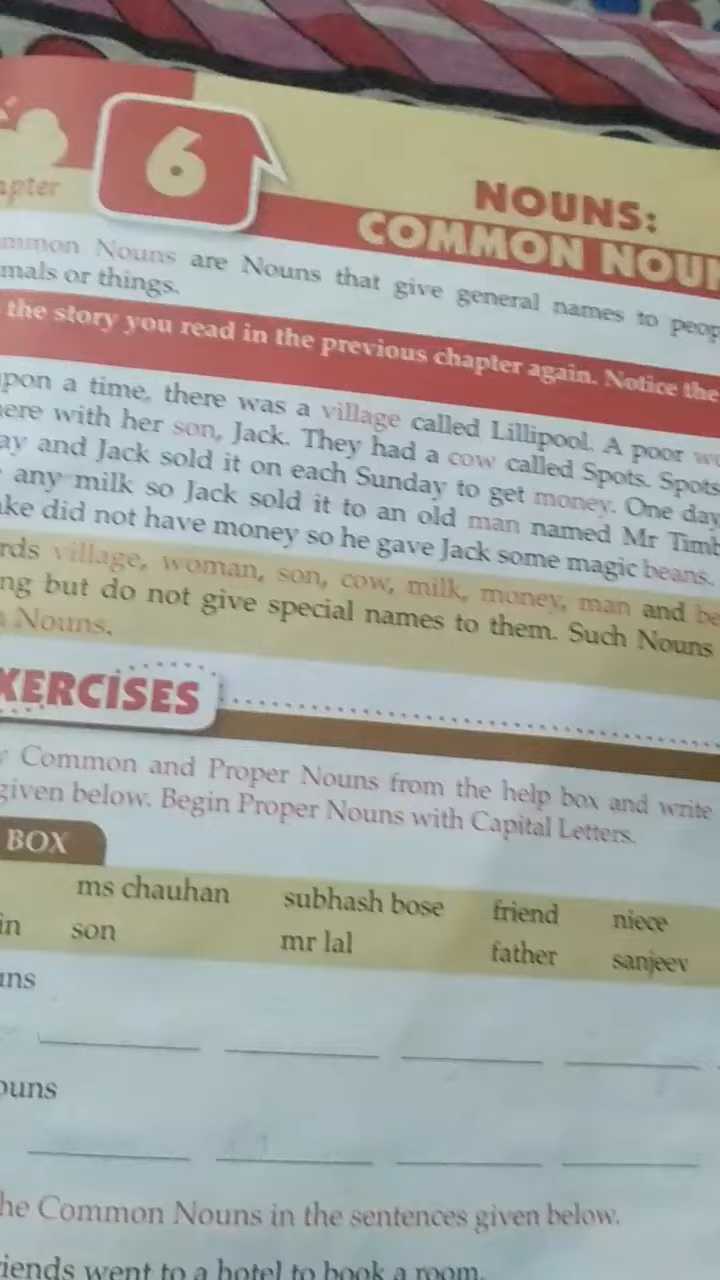 apter
6
NOUNS:
COMMON NOUN
mmon Nouns are Nouns that give general names to peop
mals or things.
the story you read in the previous chapter again. Notice the
pon a time, there was a village called Lillipool. A poor wo
here with her son, Jack. They had a cow called Spots. Spots
ay and Jack sold it on each Sunday to get money. One day
any milk so Jack sold it to an old man named Mr Timb
ake did not have money so he gave Jack some magic beans.
rds village, woman, son, cow, milk, money, man and be
ng but do not give special names to them. Such Nouns
Nouns.
XERCISES
y Common and Proper Nouns from the help box and write
given below. Begin Proper Nouns with Capital Letters.
BOX
ms chauhan subhash bose friend niece
in son mr lal father sanjeev
uns
ouns
he Common Nouns in the sentences given below.
iends went to a hotel to book a room.